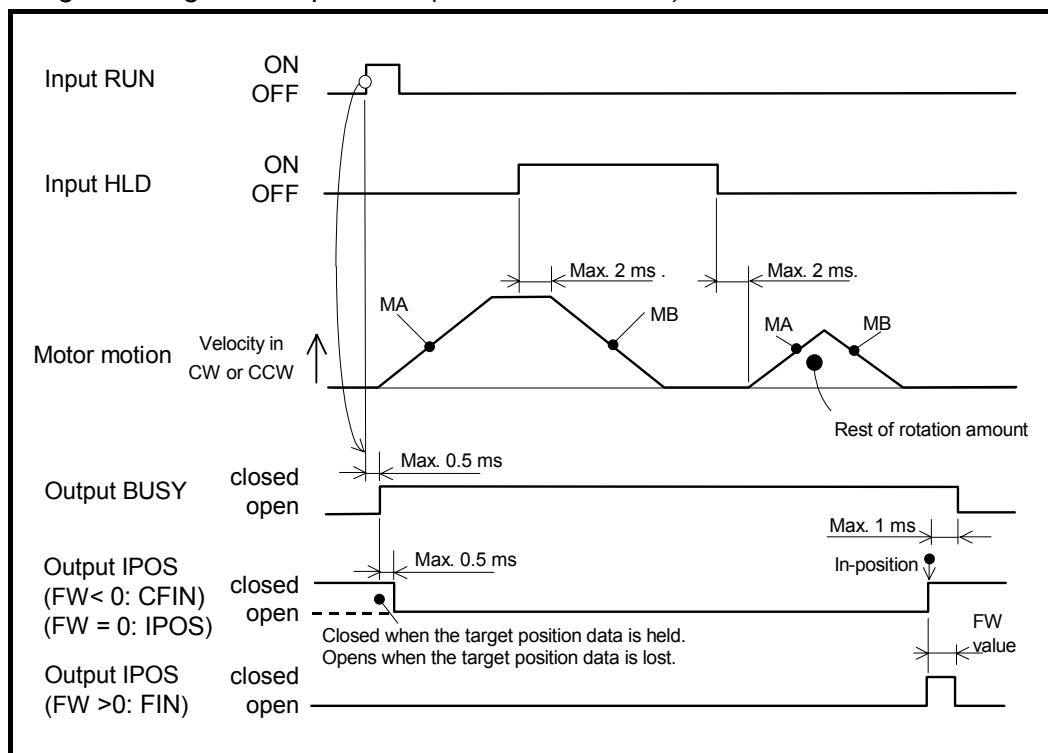 Input RUN
ON
OFF
Input HLD
ON
OFF
Max. 2 ms .
Max. 2 ms.
MA
MB
MA
MB
Motor motion
Velocity in
CW or CCW
Rest of rotation amount
Max. 0.5 ms
Output BUSY
closed
open
Max. 1 ms
Max. 0.5 ms
In-position
Output IPOS
(FW< 0: CFIN)
(FW = 0: IPOS)
closed
open
Closed when the target position data is held.
Opens when the target position data is lost.
FW
value
Output IPOS
(FW >0: FIN)
closed
open